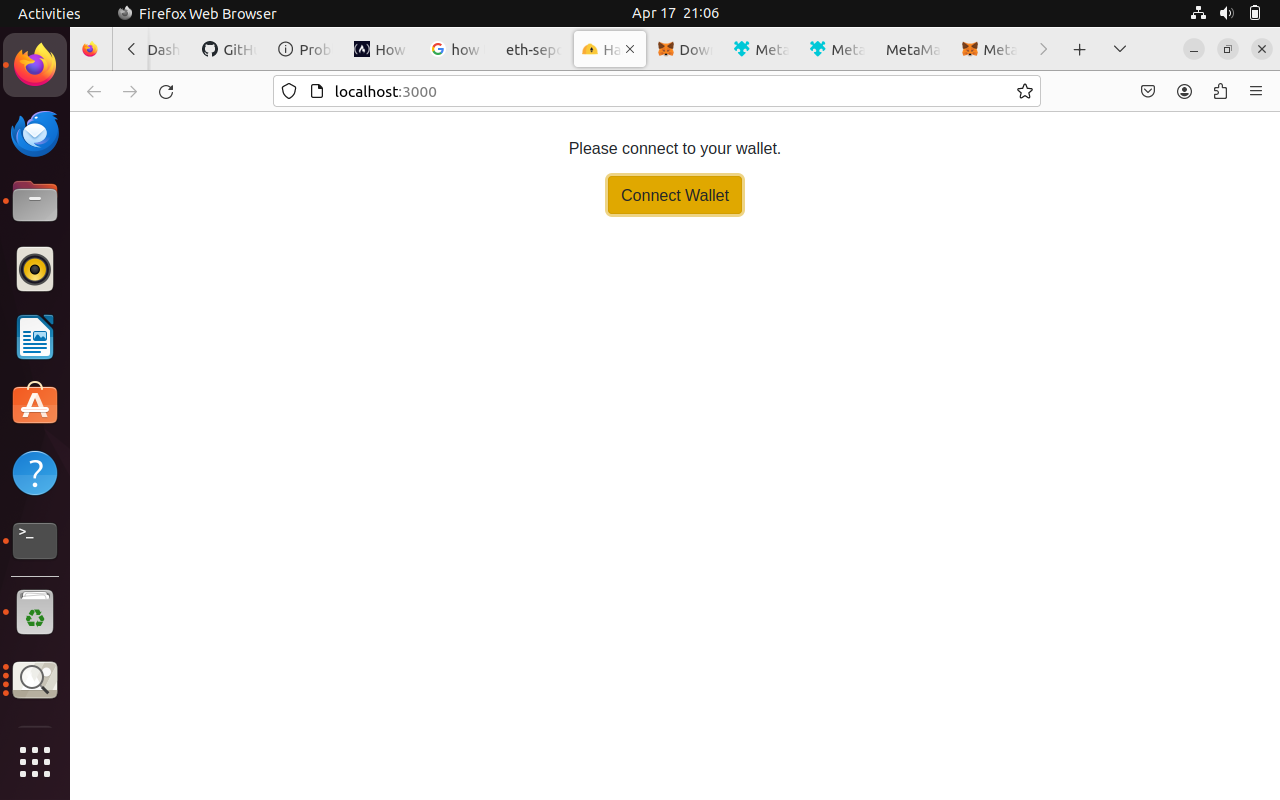 Activities
Firefox Web Browser
Apr 17 21:06
Dash
GitH
Prob
How
how
eth-sepo
Ha
Dow
Meta
Meta
MetaMa
Meta
localhost:3000
Please connect to your wallet.
Connect Wallet